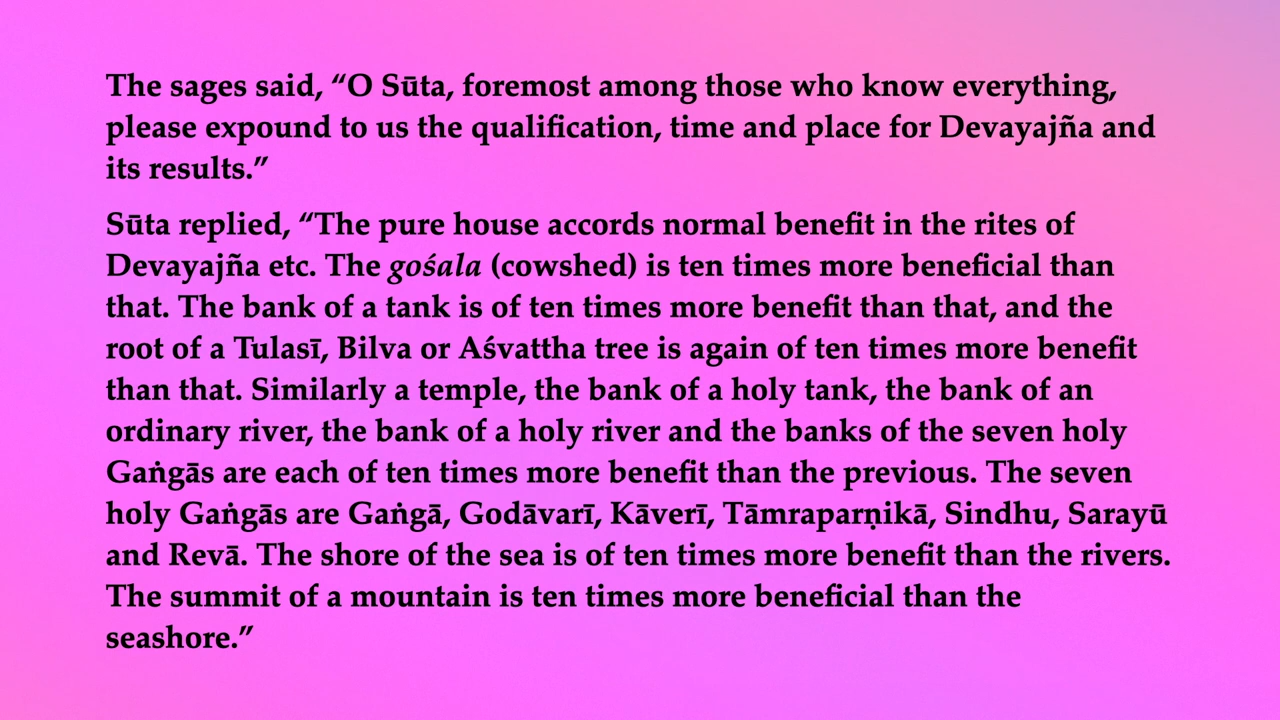 The sages said, “O Sūta, foremost among those who know everything,
please expound to us the qualification, time and place for Devayajña and
its results.”
Sūta replied, “The pure house accords normal benefit in the rites of
Devayajña etc. The gośala (cowshed) is ten times more beneficial than
that. The bank of a tank is of ten times more benefit than that, and the
root of a Tulasī, Bilva or Aśvattha tree is again of ten times more benefit
than that. Similarly a temple, the bank of a holy tank, the bank of an
ordinary river, the bank of a holy river and the banks of the seven holy
Gaṅgās are each of ten times more benefit than the previous. The seven
holy Gaṅgās are Gaṅgā, Godāvarī, Kāverī, Tāmraparṇikā, Sindhu, Sarayū
and Revā. The shore of the sea is of ten times more benefit than the rivers.
The summit of a mountain is ten times more beneficial than the
seashore.”